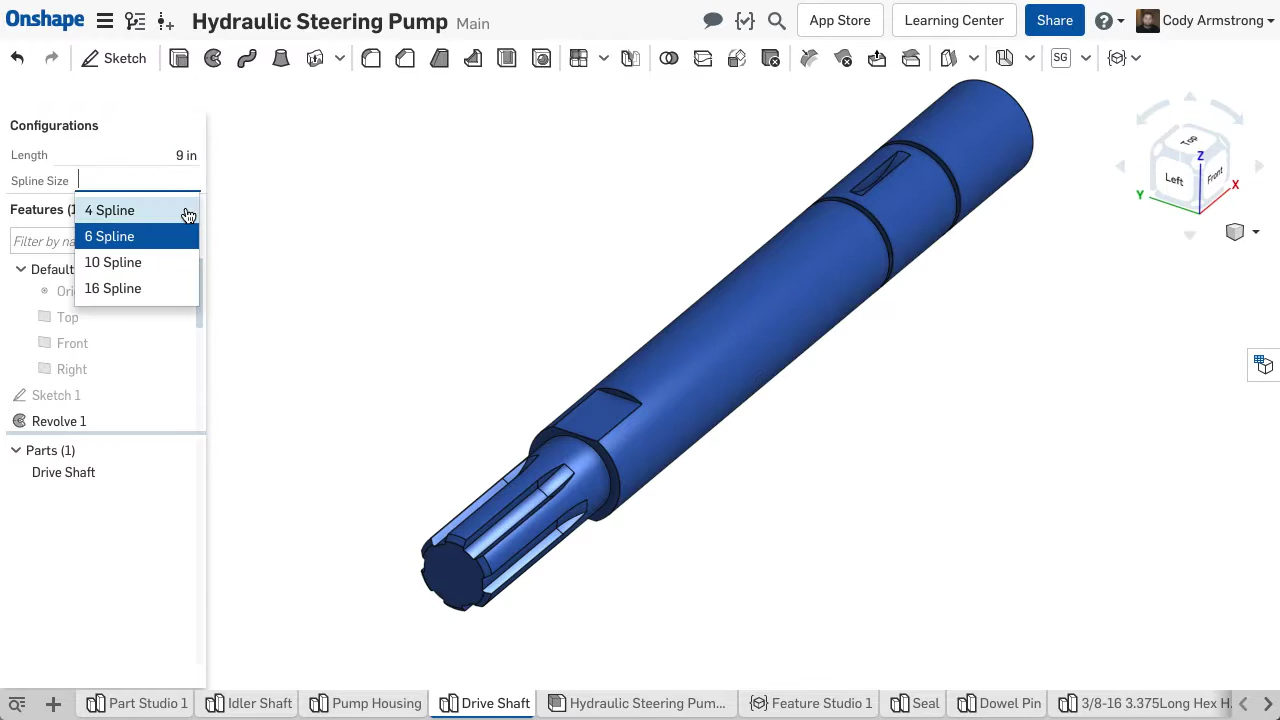 Onshape Hydraulic Steering Pump Main App Store Learning Center Share Cody Armstrong
Sketch SG
Configurations
Length 9 in
Spline Size
Features (1
4 Spline
6 Spline
10 Spline
16 Spline
Filter by na
Default
Ori
Top
Front
Right
Sketch 1
Revolve 1
Parts (1)
Drive Shaft
Top
Left
Front
Z
X
Y
Part Studio 1 Idler Shaft Pump Housing Drive Shaft Hydraulic Steering Pum... Feature Studio 1 Seal Dowel Pin 3/8-16 3.375Long Hex H